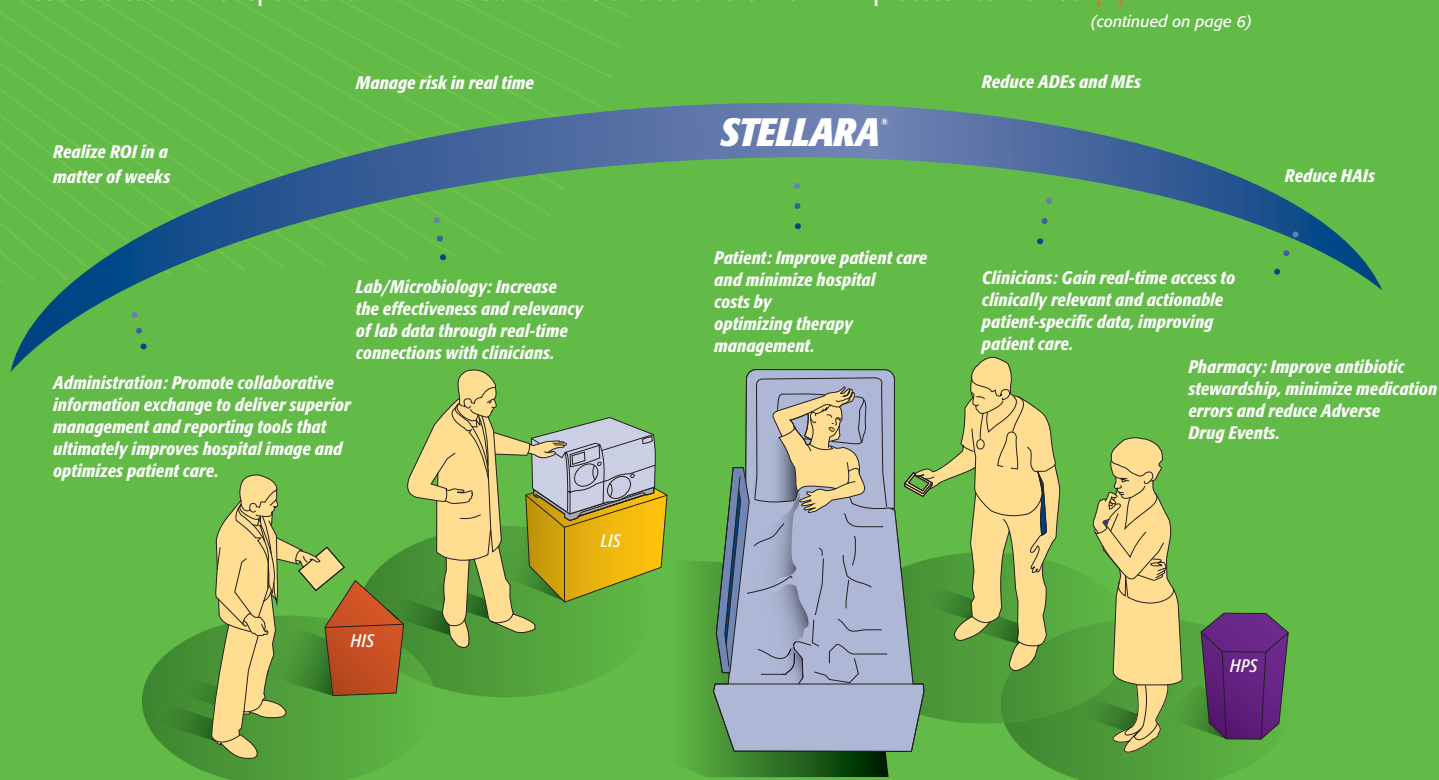 (continued on page 6)
Manage risk in real time
Reduce ADEs and MEs
STELLARA®
Realize ROI in a
matter of weeks
Reduce HAIs
Administration: Promote collaborative
information exchange to deliver superior
management and reporting tools that
ultimately improves hospital image and
optimizes patient care.
Lab/Microbiology: Increase
the effectiveness and relevancy
of lab data through real-time
connections with clinicians.
Patient: Improve patient care
and minimize hospital
costs by
optimizing therapy
management.
Clinicians: Gain real-time access to
clinically relevant and actionable
patient-specific data, improving
patient care.
Pharmacy: Improve antibiotic
stewardship, minimize medication
errors and reduce Adverse
Drug Events.
LIS
HIS
HPS